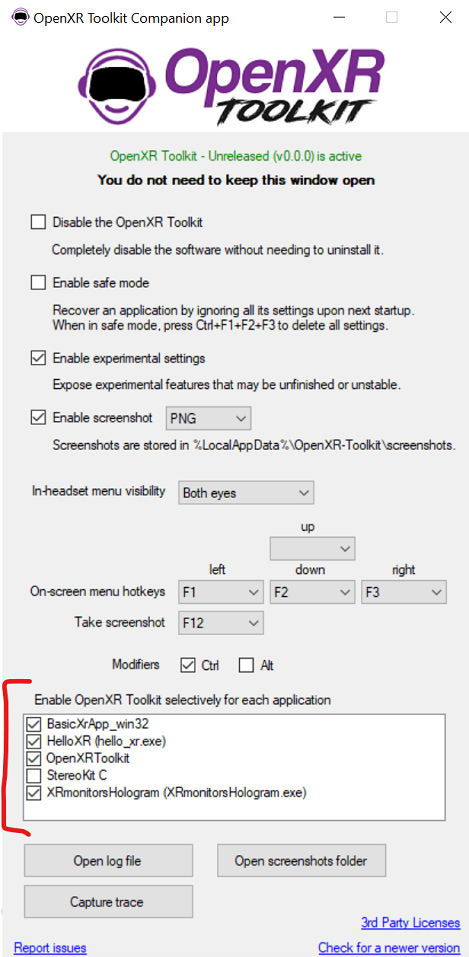 OpenXR Toolkit Companion app
OpenXR
TOOLKIT
OpenXR Toolkit - Unreleased (v0.0.0) is active
You do not need to keep this window open
Disable the OpenXR Toolkit
Completely disable the software without needing to uninstall it.
Enable safe mode
Recover an application by ignoring all its settings upon next startup.
When in safe mode, press Ctrl+F1+F2+F3 to delete all settings.
Enable experimental settings
Expose experimental features that may be unfinished or unstable.
Enable screenshot PNG
Screenshots are stored in %LocalAppData%\OpenXR-Toolkit\screenshots.
In-headset menu visibility Both eyes
up
left down right
On-screen menu hotkeys F1 F2 F3
Take screenshot F12
Modifiers Ctrl Alt
Enable OpenXR Toolkit selectively for each application
BasicXrApp_win32
HelloXR (hello_xr.exe)
OpenXRToolkit
StereoKit C
XRmonitorsHologram (XRmonitorsHologram.exe)
Open log file Open screenshots folder
Capture trace
3rd Party Licenses
Report issues Check for a newer version